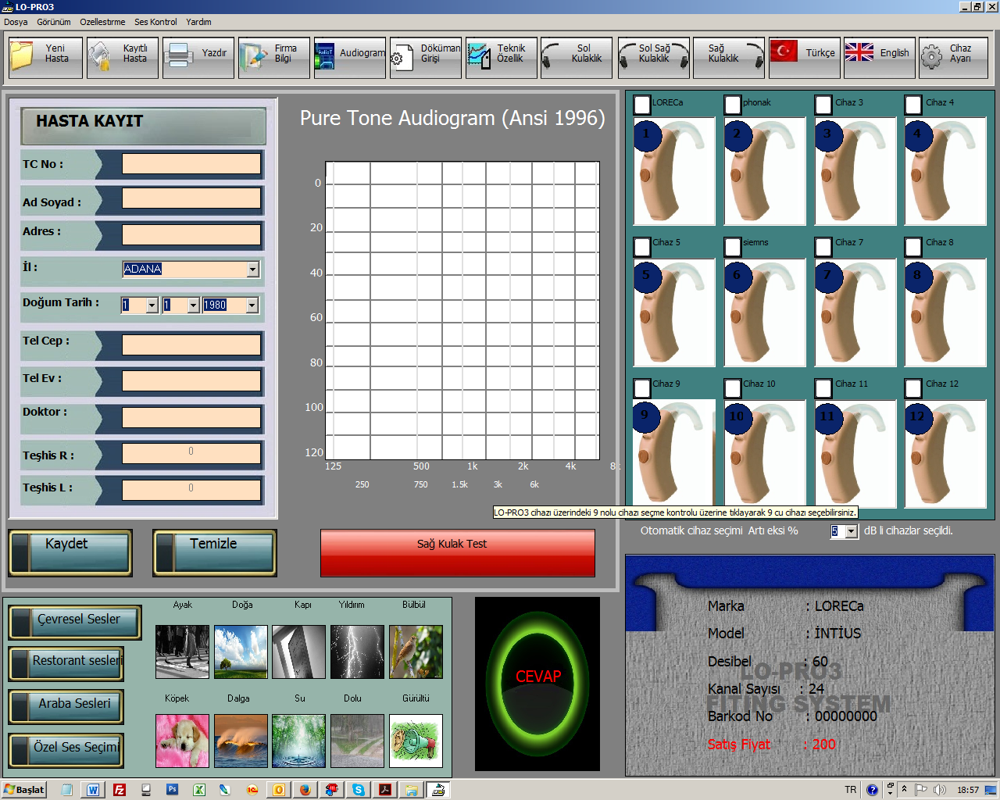 LO-PRO3
Dosya Görünüm Ozellestirme Ses Kontrol Yardım
Yeni Hasta
Kayıtlı Hasta
Yazdır
Firma Bilgi
Audiogram
Döküman Girişi
Teknik Özellik
Sol Kulaklık
Sol Sağ Kulaklık
Sağ Kulaklık
Türkçe
English
Cihaz Ayarı
HASTA KAYIT
TC No :
Ad Soyad :
Adres :
İl : ADANA
Doğum Tarih : 1 1 1980
Tel Cep :
Tel Ev :
Doktor :
Teşhis R : 0
Teşhis L : 0
Kaydet
Temizle
Pure Tone Audiogram (Ansi 1996)
0
20
40
60
80
100
120
125 500 1k 2k 4k 8k
250 750 1.5k 3k 6k
Sağ Kulak Test
LORECa phonak Cihaz 3 Cihaz 4
1 2 3 4
Cihaz 5 siemns Cihaz 7 Cihaz 8
5 6 7 8
Cihaz 9 Cihaz 10 Cihaz 11 Cihaz 12
9 10 11 12
LO-PRO3 cihazı üzerindeki 9 nolu cihazı seçme kontrolu üzerine tıklayarak 9 cu cihazı seçebilirsiniz.
Otomatik cihaz seçimi Artı eksi % 5 dB li cihazlar seçildi.
Çevresel Sesler
Restorant sesleri
Araba Sesleri
Özel Ses Seçimi
Ayak Doğa Kapı Yıldırım Bülbül
Köpek Dalga Su Dolu Gürültü
CEVAP
Marka : LORECa
Model : İNTİUS
Desibel : 60
LO-PRO3
Kanal Sayısı : 24
FITING SYSTEM
Barkod No : 00000000
Satış Fiyat : 200
Başlat
TR
18:57